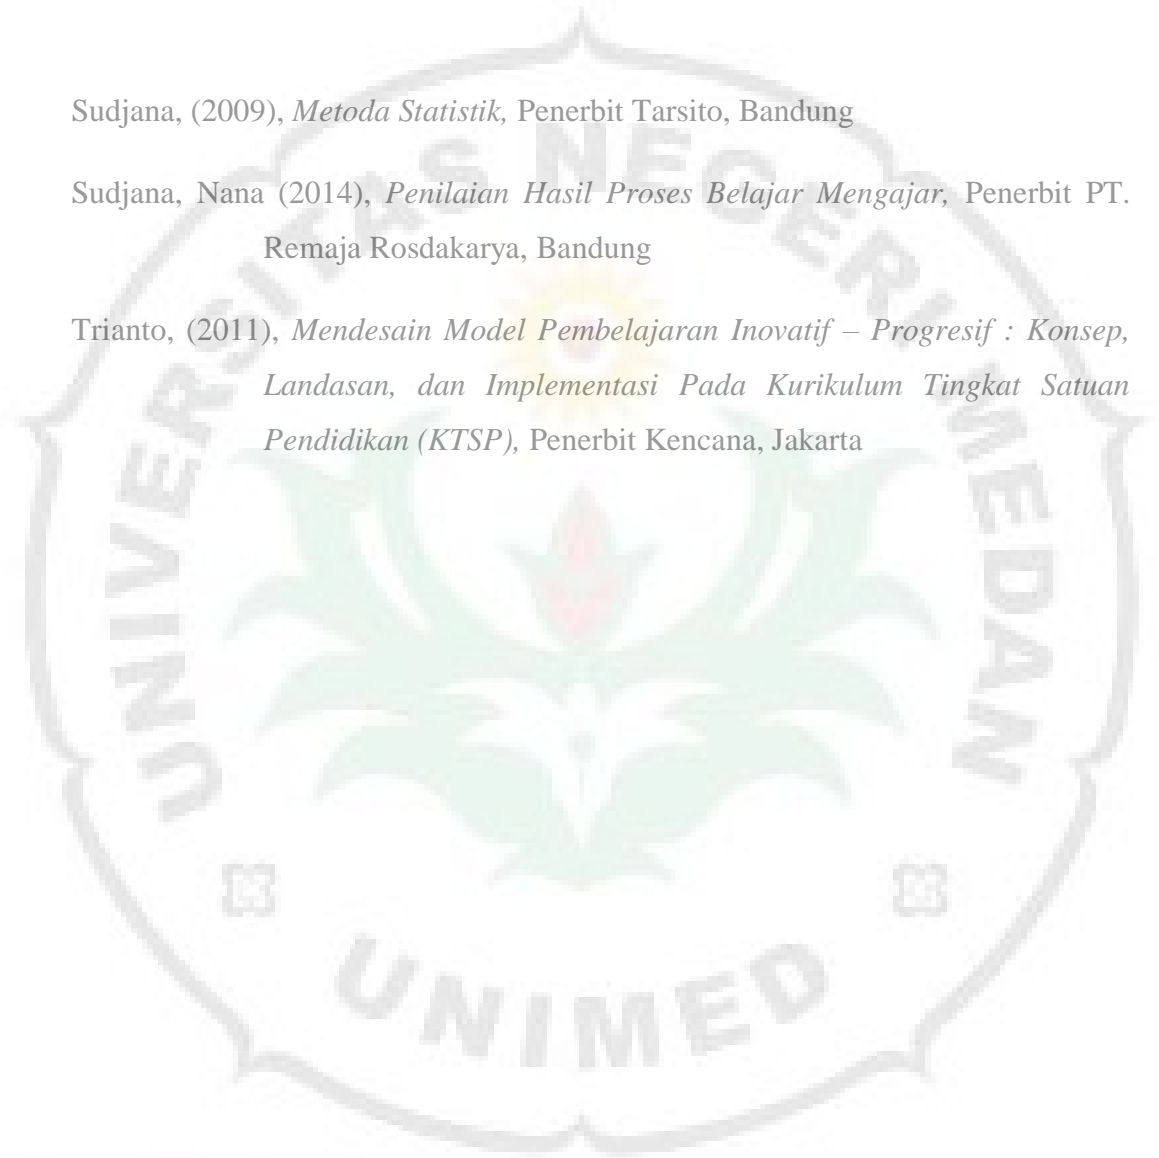 Sudjana, (2009), Metoda Statistik, Penerbit Tarsito, Bandung
Sudjana, Nana (2014), Penilaian Hasil Proses Belajar Mengajar, Penerbit PT.
Remaja Rosdakarya, Bandung
Trianto, (2011), Mendesain Model Pembelajaran Inovatif – Progresif : Konsep,
Landasan, dan Implementasi Pada Kurikulum Tingkat Satuan
Pendidikan (KTSP), Penerbit Kencana, Jakarta
UNIVERSITAS NEGERI MEDAN
UNIMED